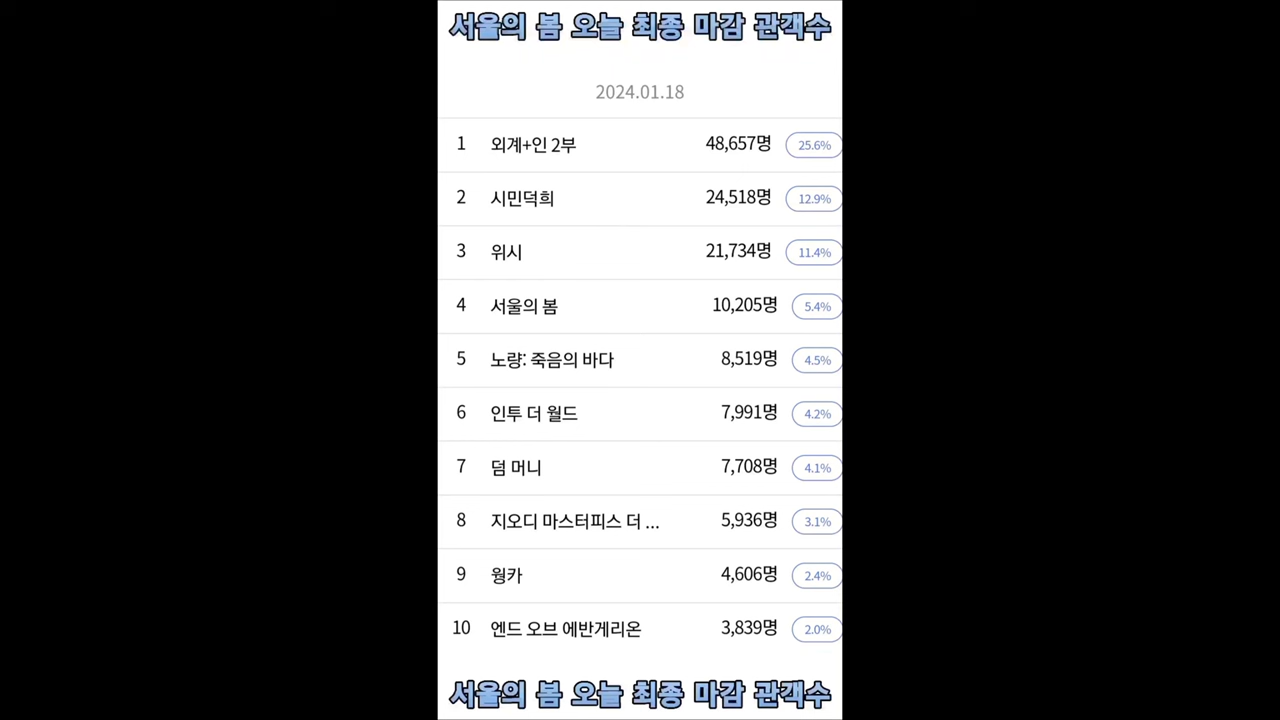 서울의 봄 오늘 최종 마감 관객수
2024.01.18
1 외계+인 2부 48,657명 25.6%
2 시민덕희 24,518명 12.9%
3 위시 21,734명 11.4%
4 서울의 봄 10,205명 5.4%
5 노량: 죽음의 바다 8,519명 4.5%
6 인투 더 월드 7,991명 4.2%
7 덤 머니 7,708명 4.1%
8 지오디 마스터피스 더 ... 5,936명 3.1%
9 웡카 4,606명 2.4%
10 엔드 오브 에반게리온 3,839명 2.0%
서울의 봄 오늘 최종 마감 관객수